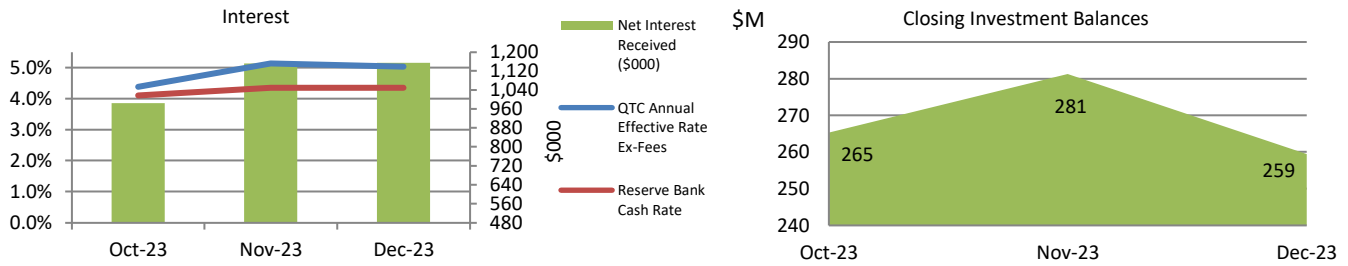 Interest
5.0%
4.0%
3.0%
2.0%
1.0%
0.0%
Oct-23 Nov-23 Dec-23
1,200
1,120
1,040
960
880
800
720
640
560
480
$000
Net Interest
Received
($000)
QTC Annual
Effective Rate
Ex-Fees
Reserve Bank
Cash Rate
$M
Closing Investment Balances
290
280
270
260
250
240
265
281
259
Oct-23 Nov-23 Dec-23